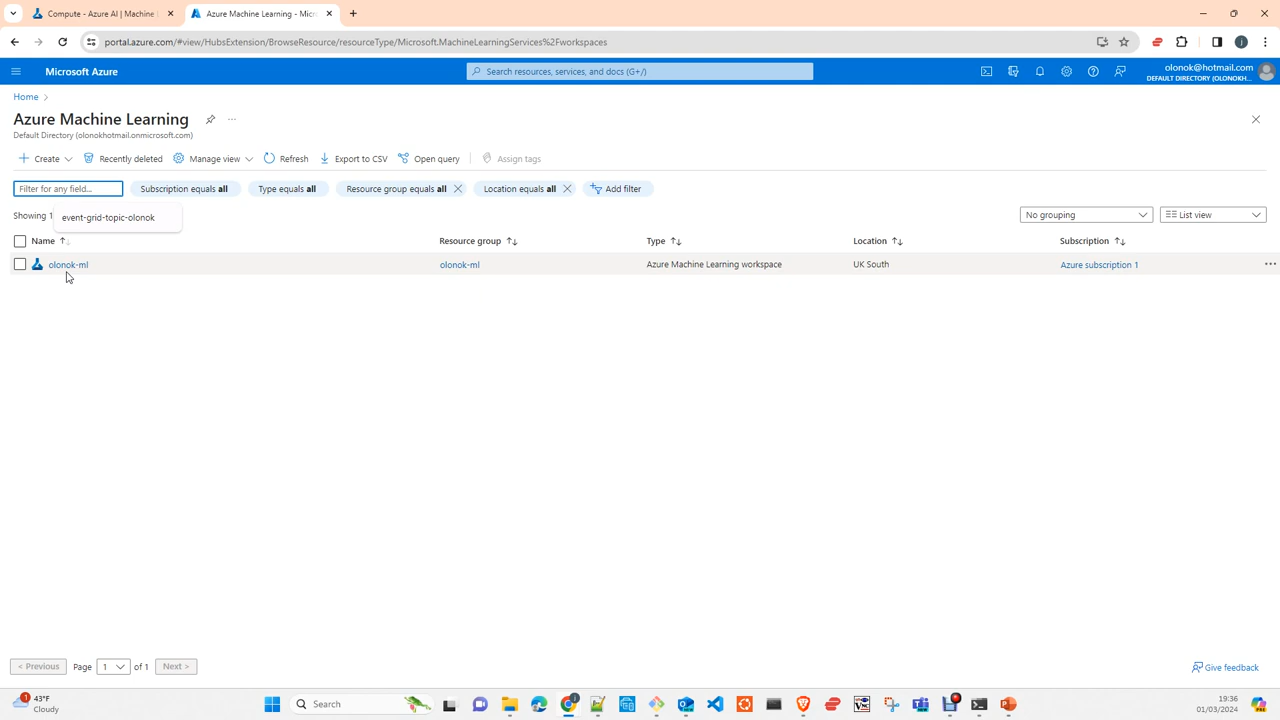 Compute - Azure AI | Machine
Azure Machine Learning - Micr
portal.azure.com/#view/HubsExtension/BrowseResource/resourceType/Microsoft.MachineLearningServices%2Fworkspaces
Microsoft Azure
Search resources, services, and docs (G+/)
olonok@hotmail.com
DEFAULT DIRECTORY (OLONOKH...
Home
Azure Machine Learning
Default Directory (olonokhotmail.onmicrosoft.com)
Create
Recently deleted
Manage view
Refresh
Export to CSV
Open query
Assign tags
Filter for any field...
Subscription equals all
Type equals all
Resource group equals all
Location equals all
Add filter
Showing 1
event-grid-topic-olonok
No grouping
List view
Name
Resource group
Type
Location
Subscription
olonok-ml
olonok-ml
Azure Machine Learning workspace
UK South
Azure subscription 1
< Previous
Page
1
of 1
Next >
Give feedback
1
43°F
Cloudy
Search
19:36
01/03/2024